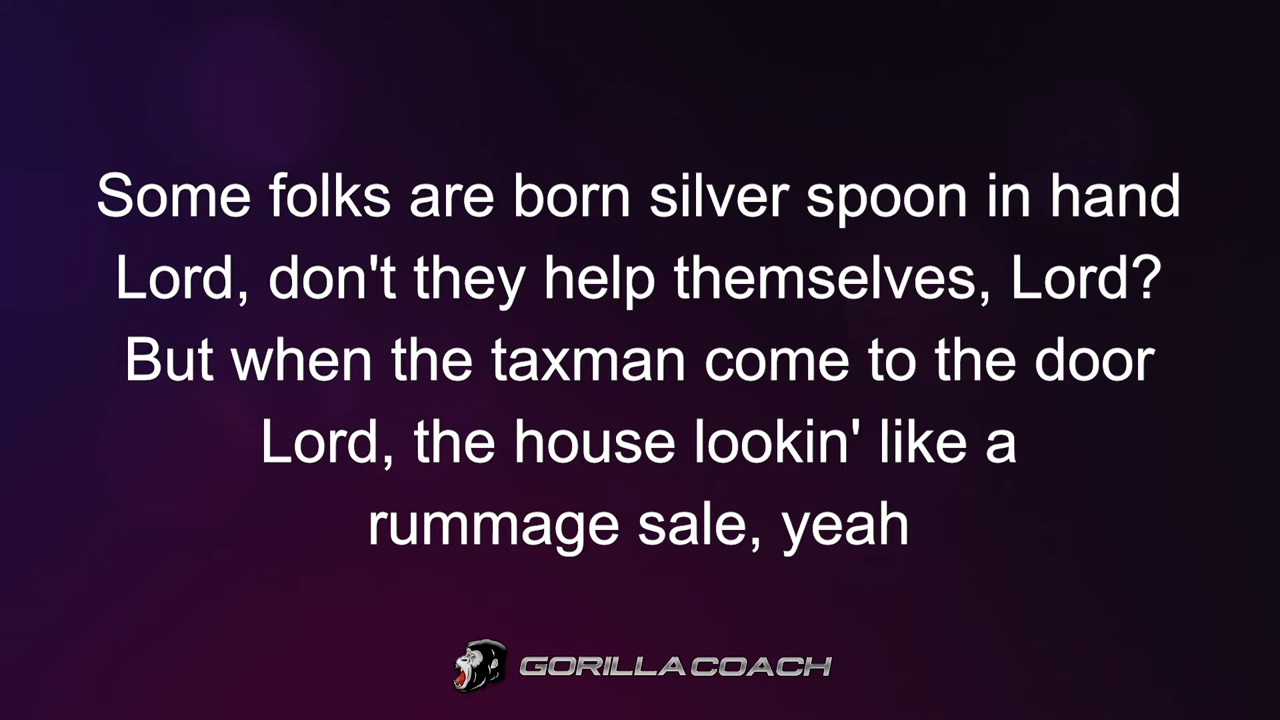 Some folks are born silver spoon in hand
Lord, don't they help themselves, Lord?
But when the taxman come to the door
Lord, the house lookin' like a
rummage sale, yeah
GORILLACOACH